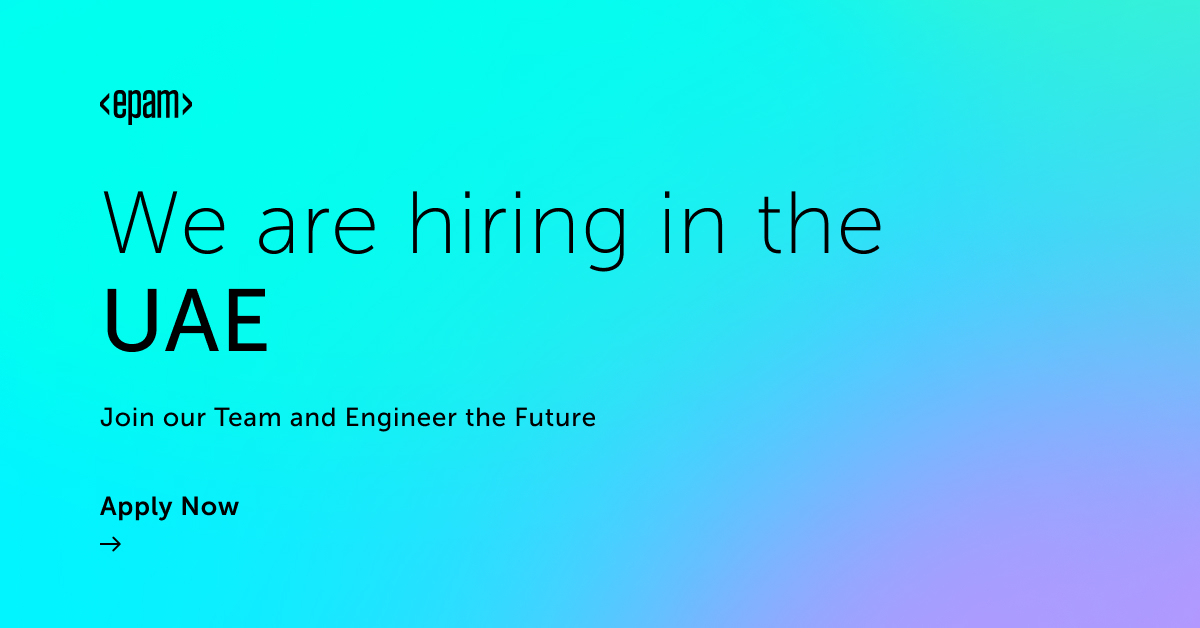 <epam>
We are hiring in the
UAE
Join our Team and Engineer the Future
Apply Now
→